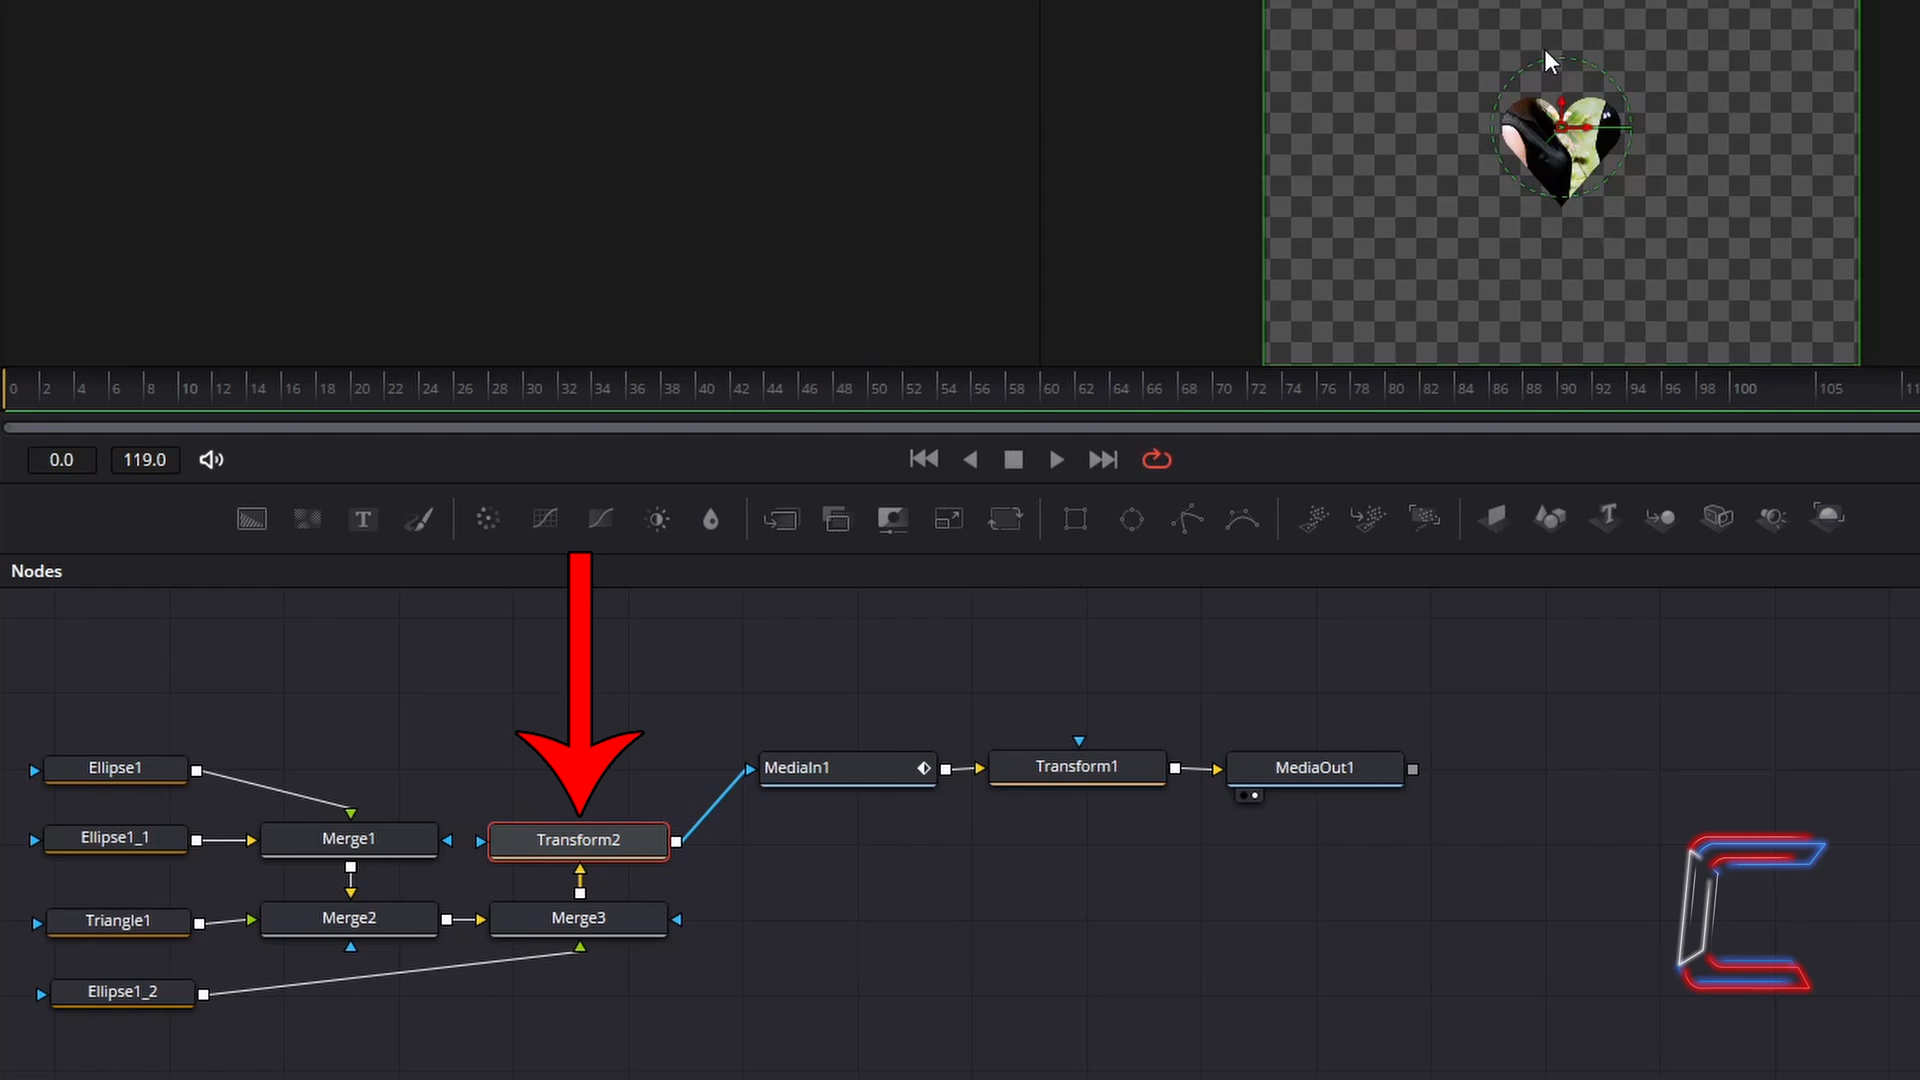 0 2 4 6 8 10 12 14 16 18 20 22 24 26 28 30 32 34 36 38 40 42 44 46 48 50 52 54 56 58 60 62 64 66 68 70 72 74 76 78 80 82 84 86 88 90 92 94 96 98 100 105
0.0 119.0
T
Nodes
Ellipse1
MediaIn1
Transform1
MediaOut1
Ellipse1_1
Merge1
Transform2
Triangle1
Merge2
Merge3
Ellipse1_2